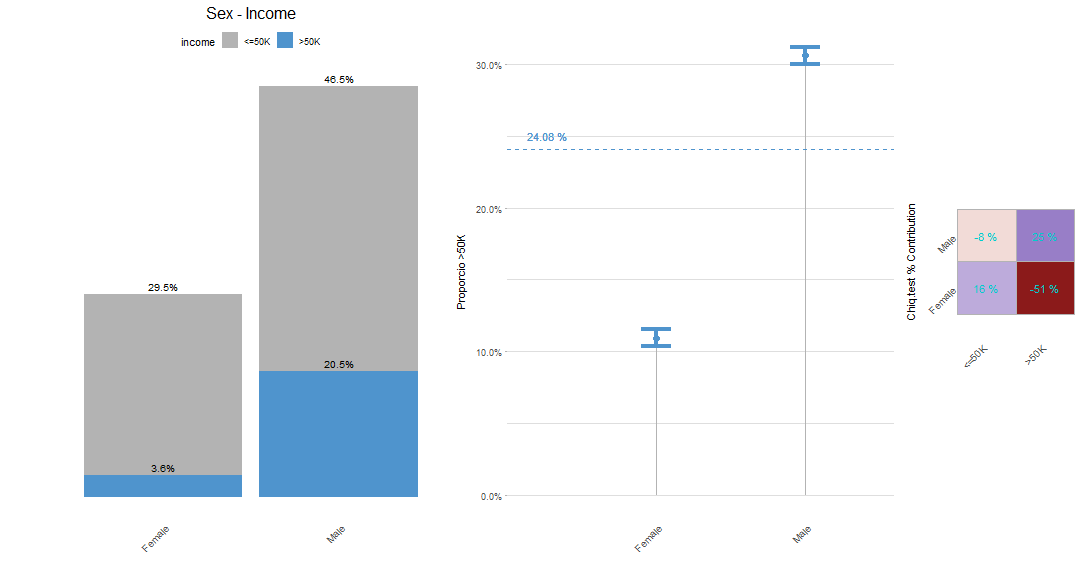 Sex - Income
income <=50K >50K
46.5%
29.5%
20.5%
3.6%
Female Male
Proporcio >50K
30.0%
24.08 %
20.0%
10.0%
0.0%
Female Male
Chiq.test % Contribution
Male -8 % 25 %
Female 16 % -51 %
<=50K >50K